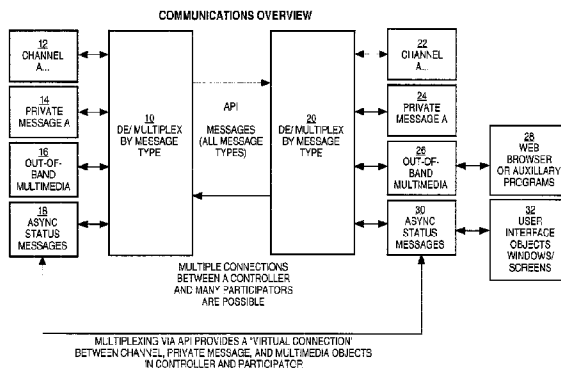 COMMUNICATIONS OVERVIEW
12
CHANNEL
A...
14
PRIVATE
MESSAGE A
16
OUT-OF-
BAND
MULTIMEDIA
18
ASYNC
STATUS
MESSAGES
10
DE/ MULTIPLEX
BY MESSAGE
TYPE
API
MESSAGES
(ALL MESSAGE
TYPES)
20
DE/ MULTIPLEX
BY MESSAGE
TYPE
22
CHANNEL
A...
24
PRIVATE
MESSAGE A
26
OUT-OF-
BAND
MULTIMEDIA
30
ASYNC
STATUS
MESSAGES
28
WEB
BROWSER
OR AUXILLARY
PROGRAMS
32
USER
INTERFACE
OBJECTS
WINDOWS/
SCREENS
MULTIPLE CONNECTIONS
BETWEEN A CONTROLLER
AND MANY PARTICIPATORS
ARE POSSIBLE
MULTIPLEXING VIA API PROVIDES A 'VIRTUAL CONNECTION'
BETWEEN CHANNEL, PRIVATE MESSAGE, AND MULTIMEDIA OBJECTS
IN CONTROLLER AND PARTICIPATOR